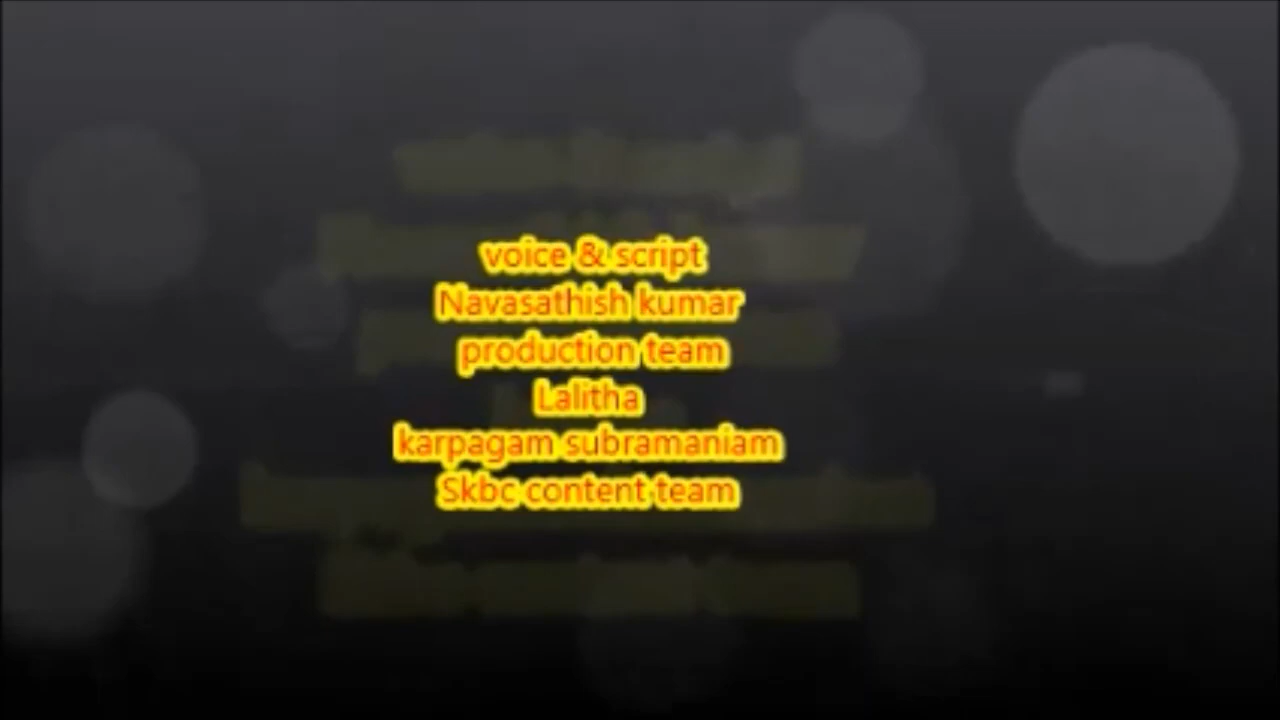 voice & script
Navasathish kumar
production team
Lalitha
karpagam subramaniam
Skbc content team